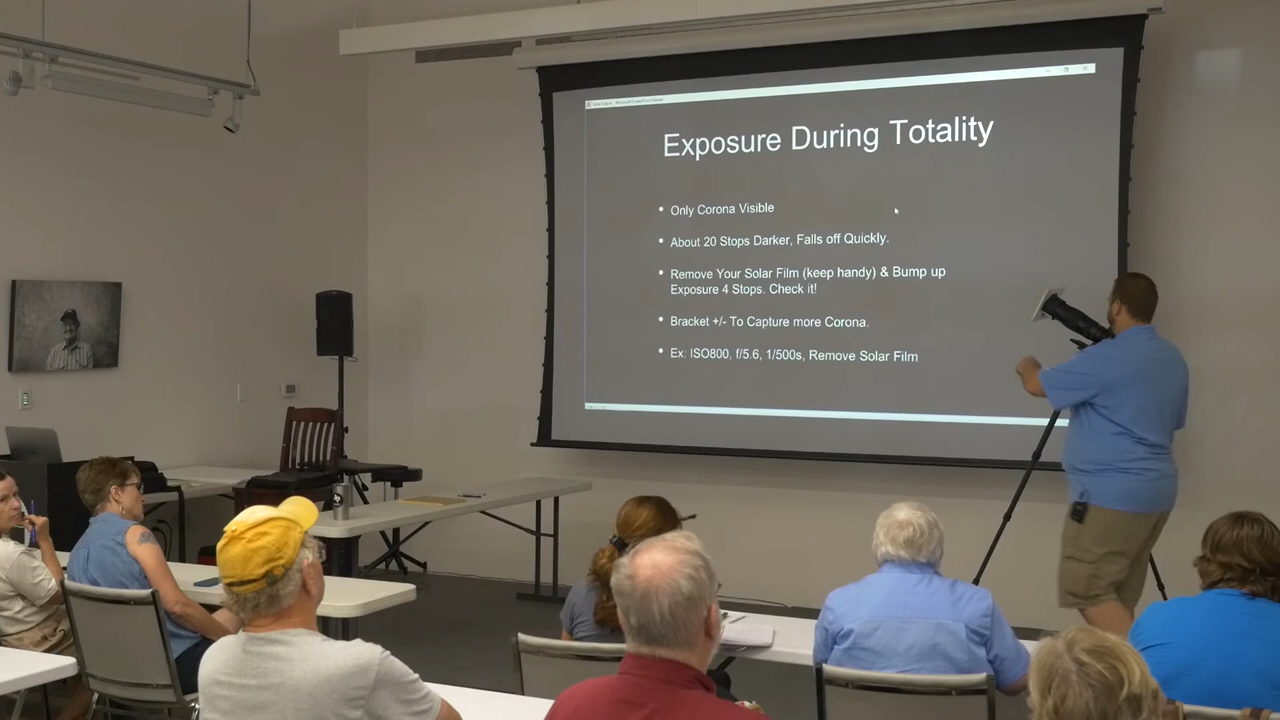 Exposure During Totality
• Only Corona Visible
• About 20 Stops Darker, Falls off Quickly.
• Remove Your Solar Film (keep handy) & Bump up
Exposure 4 Stops. Check it!
• Bracket +/- To Capture more Corona.
• Ex: ISO800, f/5.6, 1/500s, Remove Solar Film